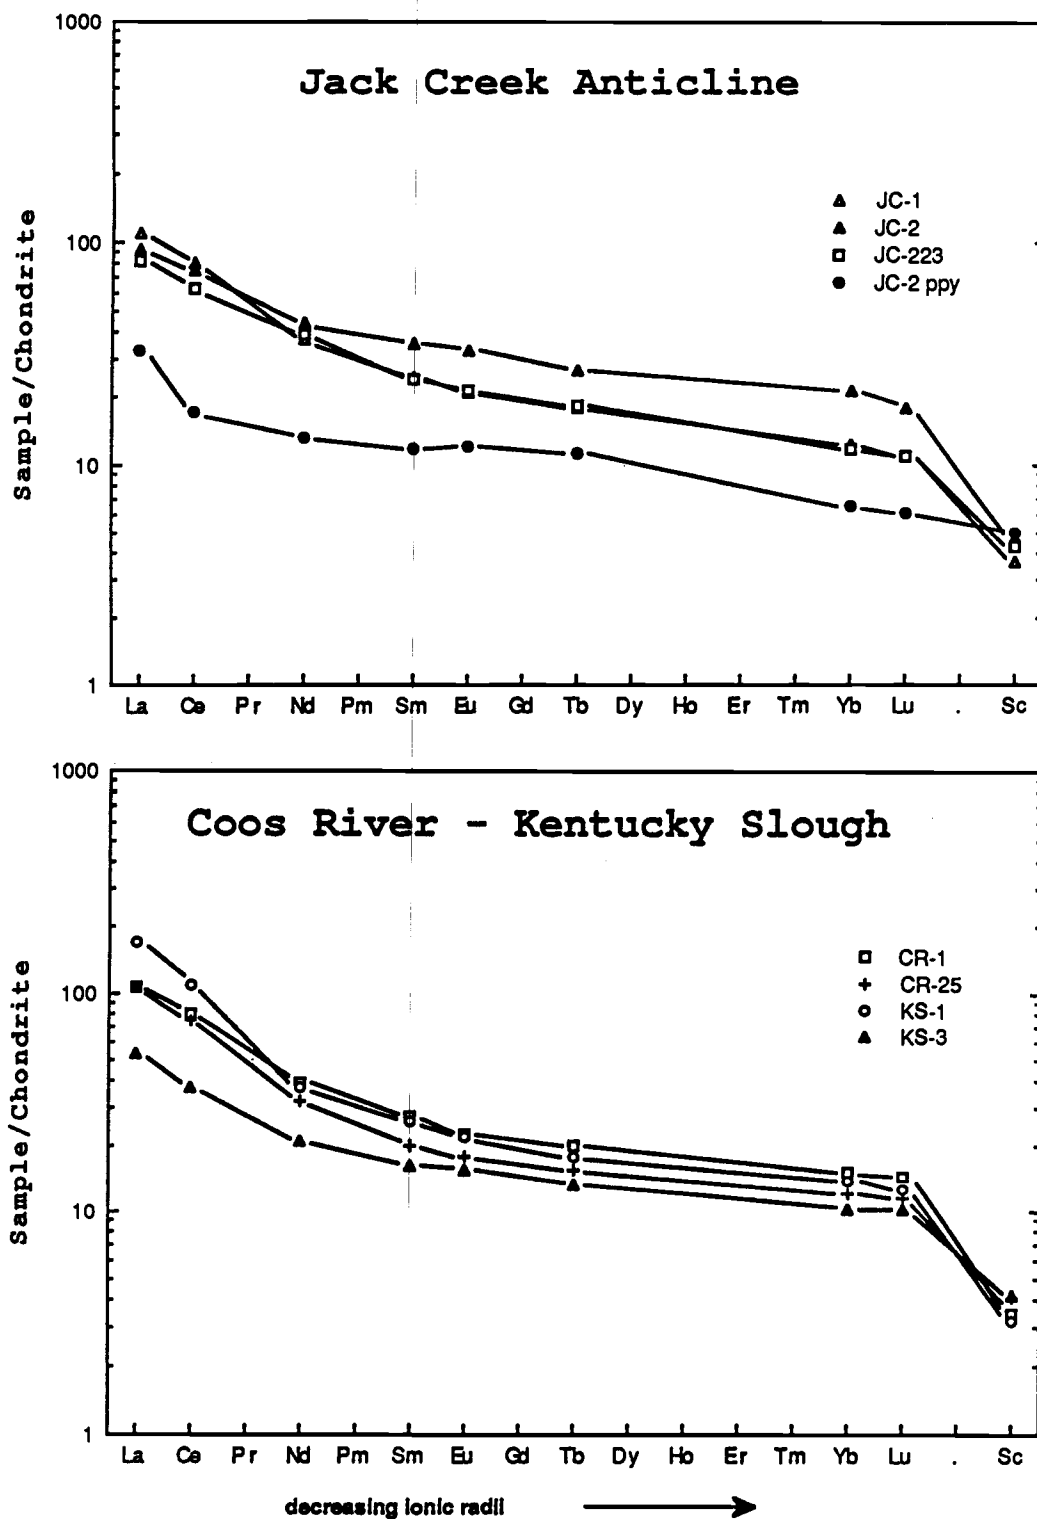 Jack Creek Anticline
1000
100
10
1
Sample/Chondrite
JC-1
JC-2
JC-223
JC-2 ppy
La Ce Pr Nd Pm Sm Eu Gd Tb Dy Ho Er Tm Yb Lu . Sc
Coos River - Kentucky Slough
1000
100
10
1
Sample/Chondrite
CR-1
CR-25
KS-1
KS-3
La Ce Pr Nd Pm Sm Eu Gd Tb Dy Ho Er Tm Yb Lu . Sc
decreasing ionic radii